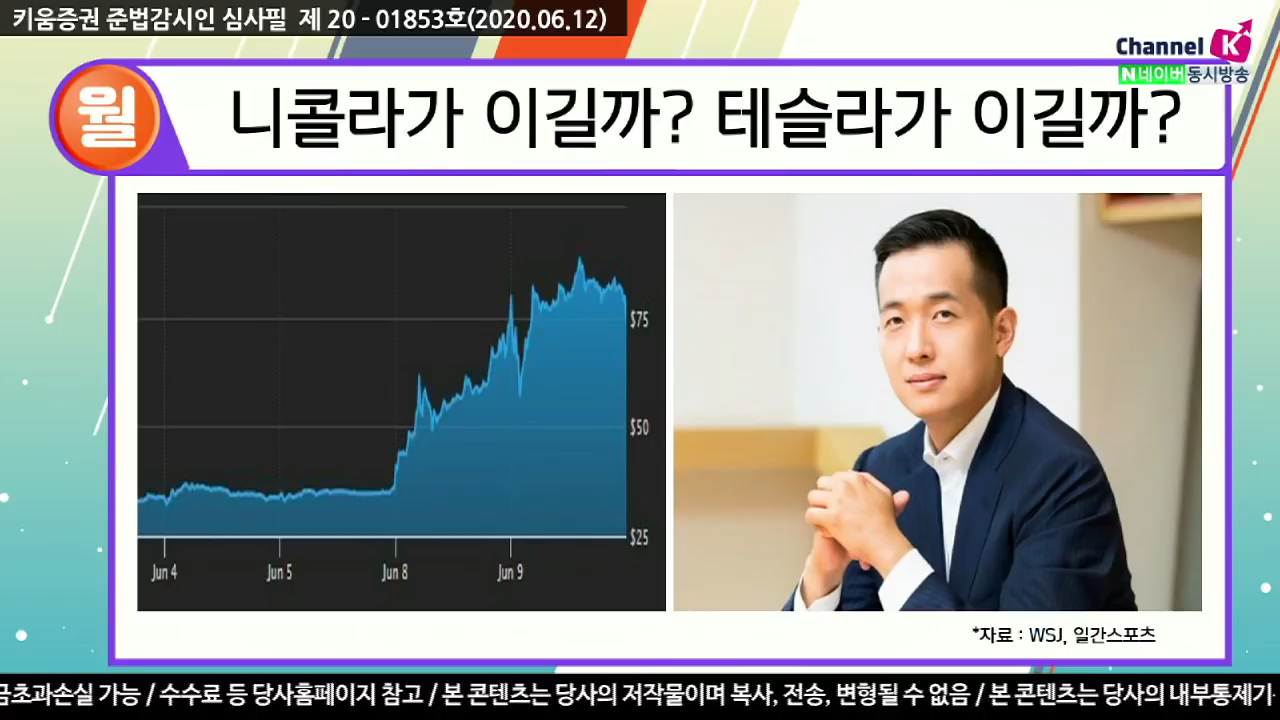 키움증권 준법감시인 심사필 제 20 - 01853호(2020.06.12)
Channel K
N네이버동시방송
월
니콜라가 이길까? 테슬라가 이길까?
$75
$50
$25
Jun 4 Jun 5 Jun 8 Jun 9
*자료 : WSJ, 일간스포츠
금초과손실 가능 / 수수료 등 당사홈페이지 참고 / 본 콘텐츠는 당사의 저작물이며 복사, 전송, 변형될 수 없음 / 본 콘텐츠는 당사의 내부통제기